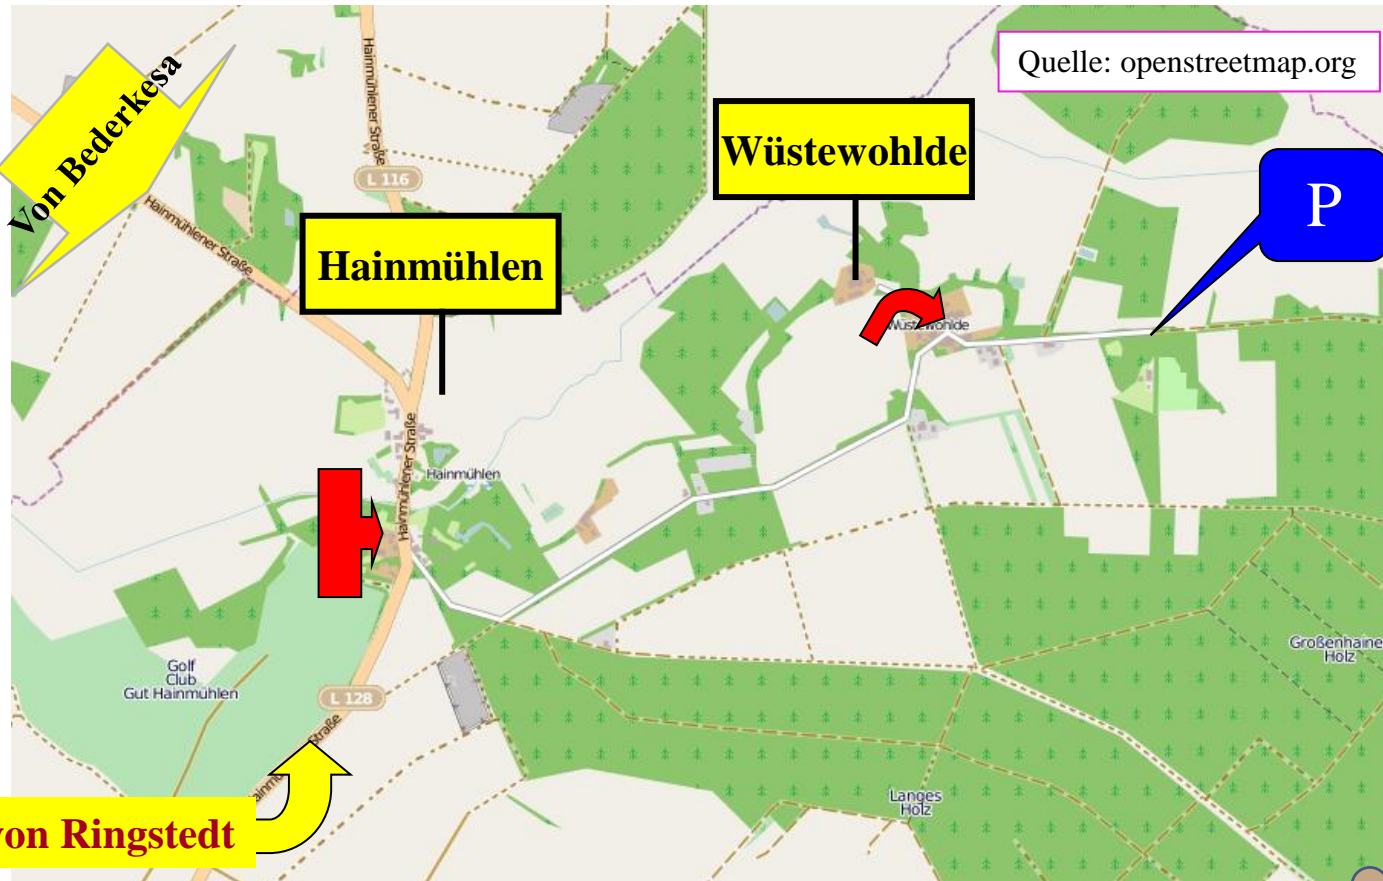 Hainmühlener Straße
Quelle: openstreetmap.org
Von Bederkesa
Wüstewohlde
L 116
P
Hainmühlener Straße
Hainmühlen
Wüstewohlde
Hainmühlener Straße
Hainmühlen
Golf
Club
Gut Hainmühlen
Großenhaine
Holz
L 128
Straße
Langes
Holz
von Ringstedt